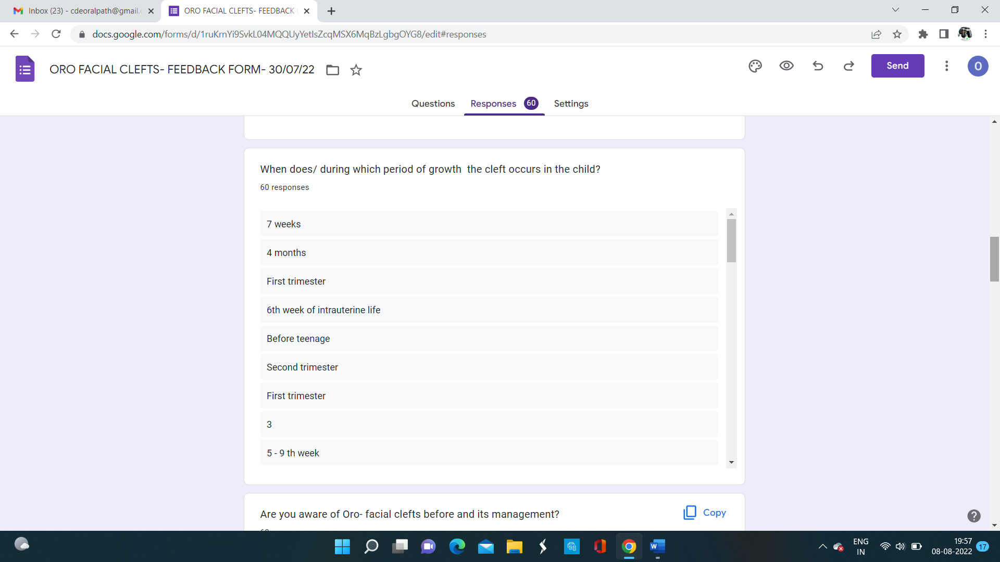 Inbox (23) - cdeoralpath@gmail.c
ORO FACIAL CLEFTS- FEEDBACK F
docs.google.com/forms/d/1ruKrnYi9SvkL04MQQUyYetIsZcqMSX6MqBzLgbgOYG8/edit#responses
ORO FACIAL CLEFTS- FEEDBACK FORM- 30/07/22
Send
O
Questions
Responses 60
Settings
When does/ during which period of growth  the cleft occurs in the child?
60 responses
7 weeks
4 months
First trimester
6th week of intrauterine life
Before teenage
Second trimester
First trimester
3
5 - 9 th week
Are you aware of Oro- facial clefts before and its management?
Copy
ENG
IN
19:57
08-08-2022
17